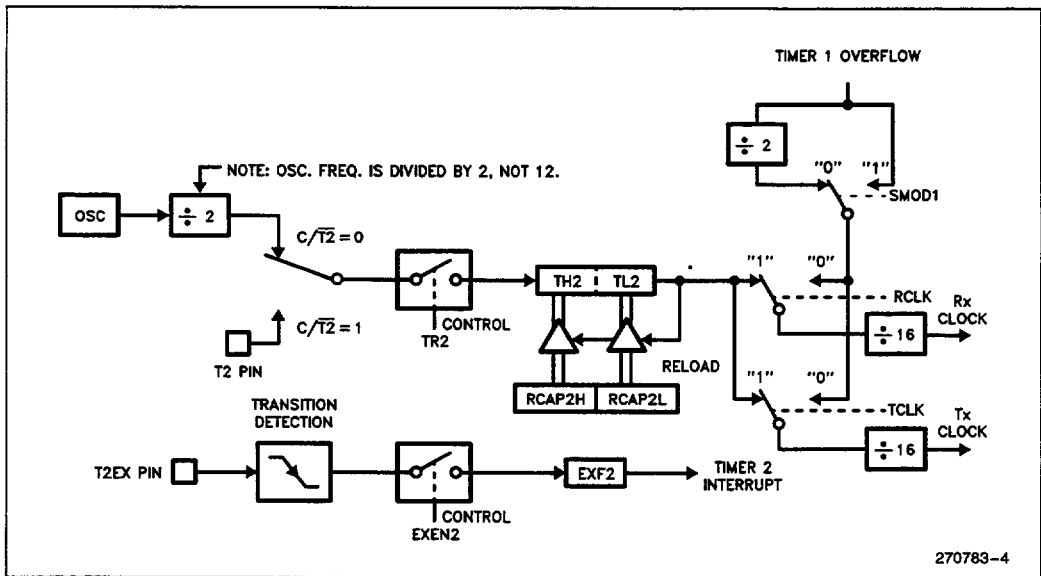 TIMER 1 OVERFLOW
÷ 2
"0" "1"
SMOD1
NOTE: OSC. FREQ. IS DIVIDED BY 2, NOT 12.
OSC
÷ 2
C/T2̅ = 0
C/T2̅ = 1
T2 PIN
CONTROL
TR2
TH2 TL2
RELOAD
RCAP2H RCAP2L
"1" "0"
RCLK
Rx
CLOCK
÷ 16
"1" "0"
TCLK
Tx
CLOCK
÷ 16
TRANSITION
DETECTION
T2EX PIN
CONTROL
EXEN2
EXF2
TIMER 2
INTERRUPT
270783-4